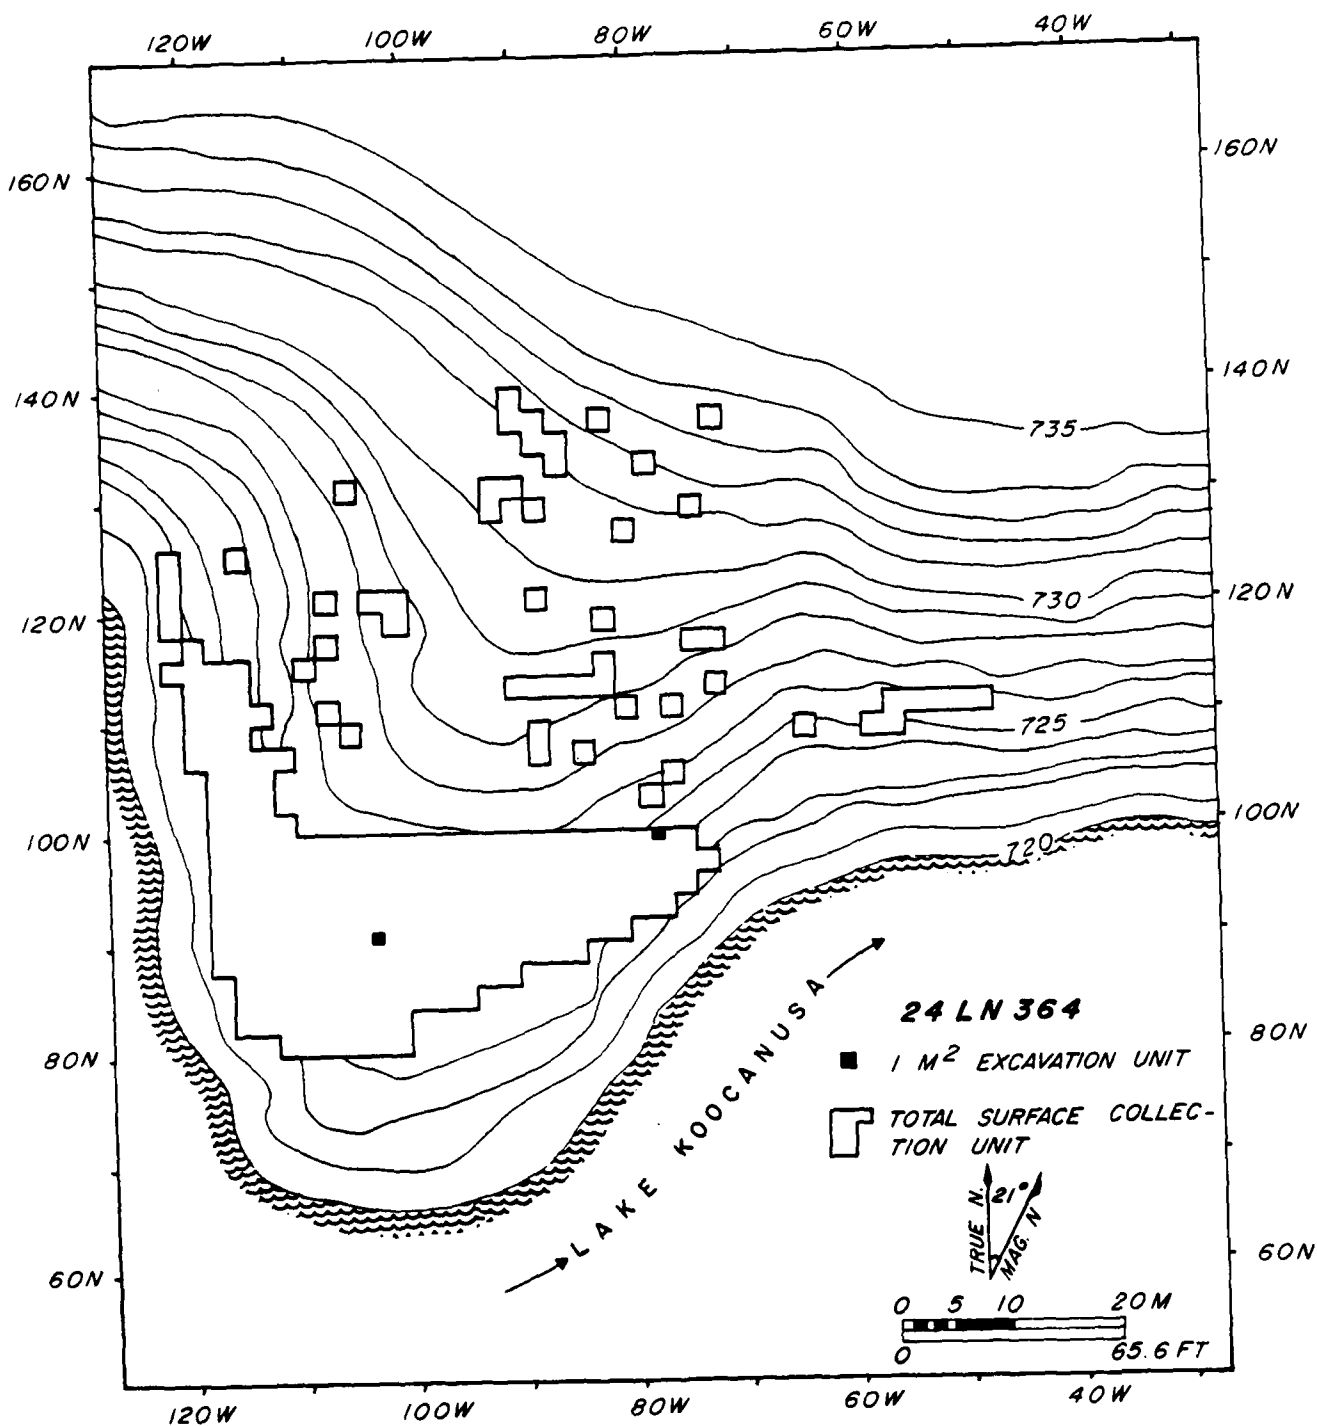 120W 100W 80W 60W 40W
160N
160N
140N
140N
735
730
120N
120N
725
100N
100N
720
LAKE KOOCANUSA
24 LN 364
80N
80N
1 M² EXCAVATION UNIT
TOTAL SURFACE COLLEC-
TION UNIT
TRUE N.
21°
MAG. N
60N
60N
0 5 10 20 M
0 65.6 FT
120W 100W 80W 60W 40W